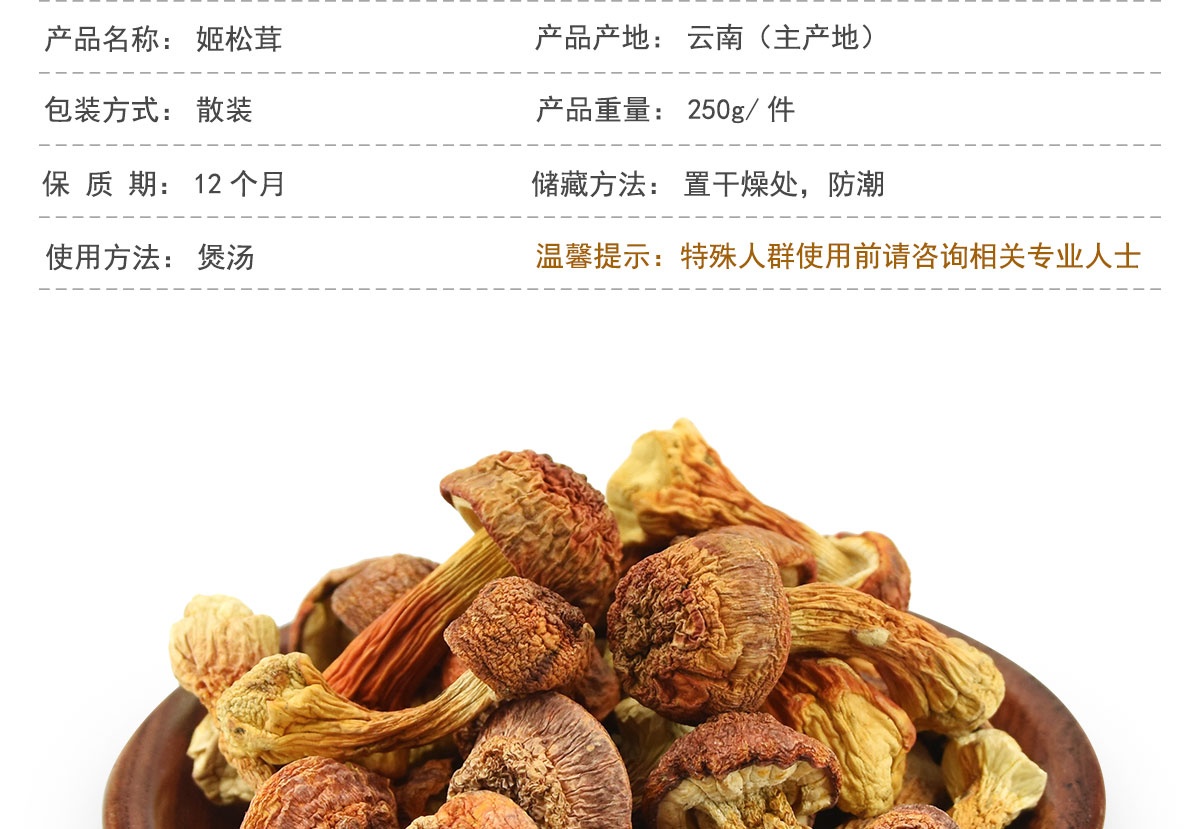 产品名称： 姬松茸 产品产地： 云南（主产地）
包装方式： 散装 产品重量： 250g/ 件
保 质 期： 12 个月 储藏方法： 置干燥处，防潮
使用方法： 煲汤 温馨提示：特殊人群使用前请咨询相关专业人士